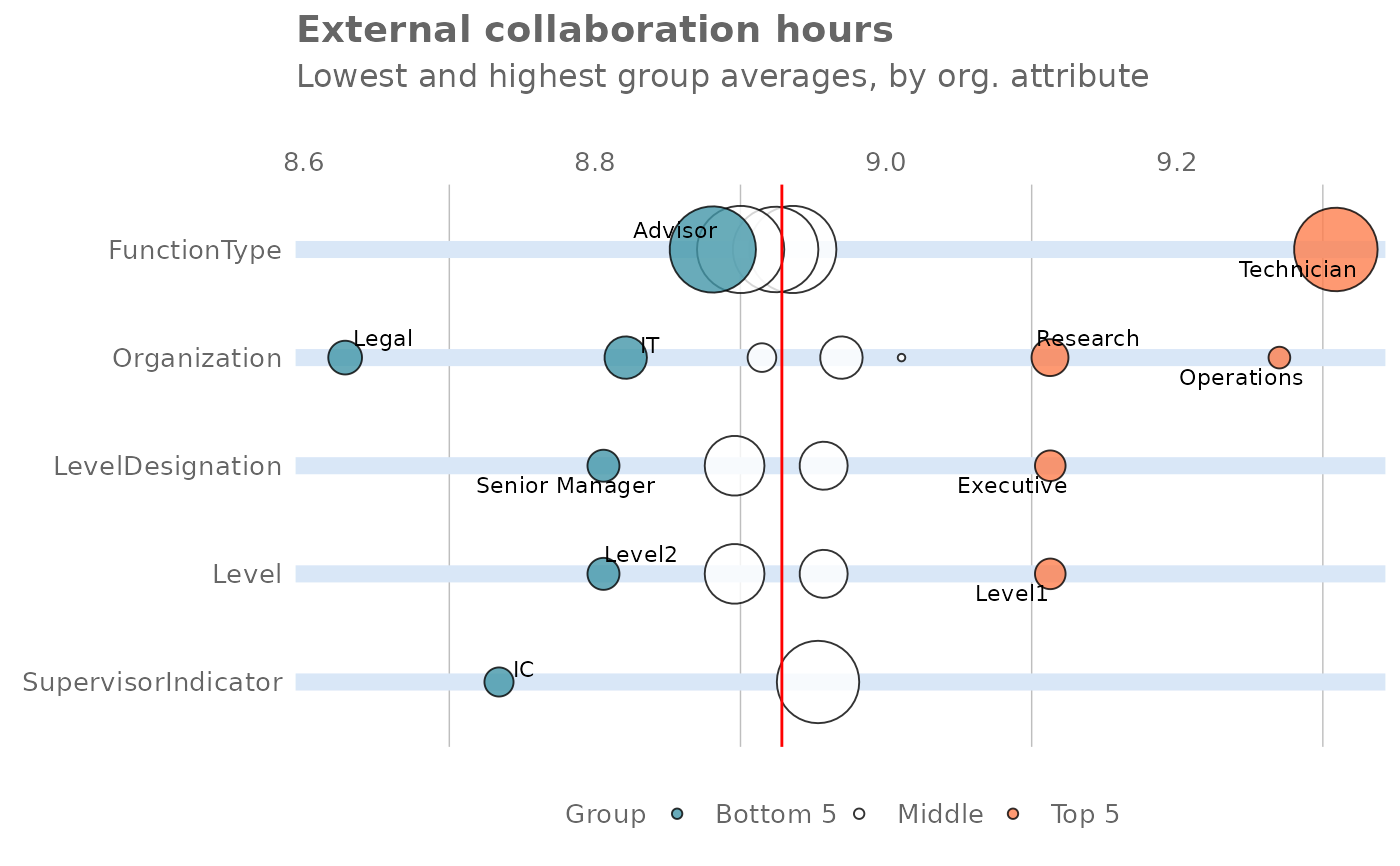 External collaboration hours
Lowest and highest group averages, by org. attribute
8.6 8.8 9.0 9.2
FunctionType Advisor Technician
Organization Legal IT Research Operations
LevelDesignation Senior Manager Executive
Level Level2 Level1
SupervisorIndicator IC
Group Bottom 5 Middle Top 5